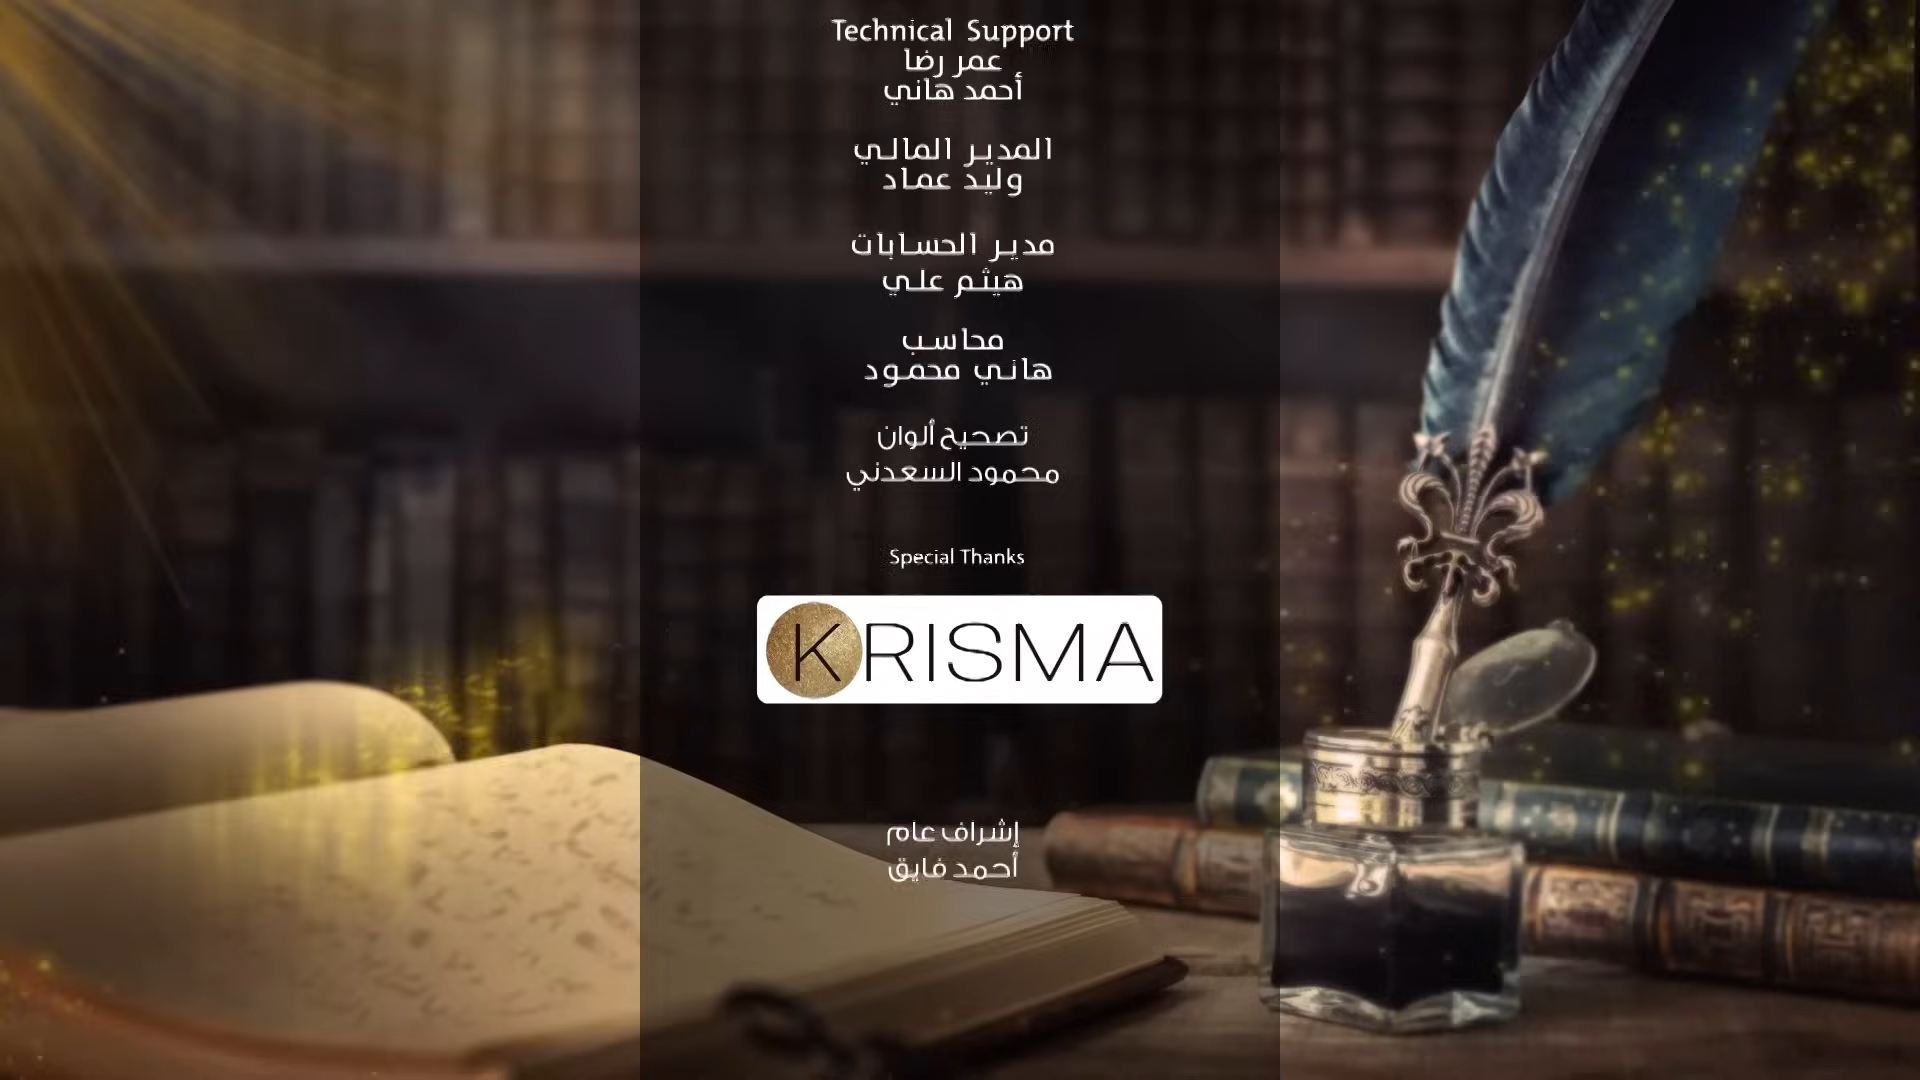 Technical Support
عمر رضا
أحمد هاني
المدير المالي
وليد عماد
مدير الحسابات
هيثم علي
محاسب
هاني محمود
تصحيح ألوان
محمود السعدني
Special Thanks
KRISMA
إشراف عام
أحمد فايق